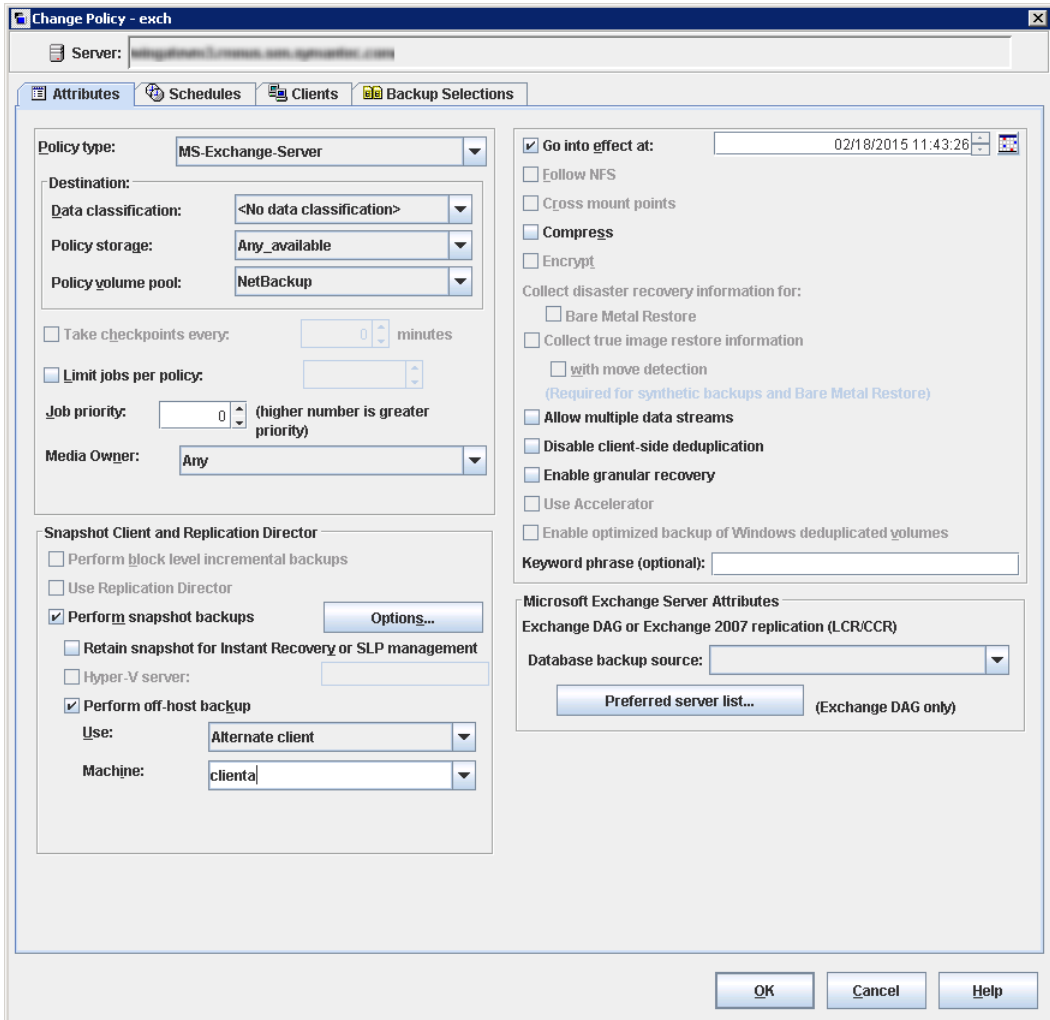 Change Policy - exch
Server:
Attributes
Schedules
Clients
Backup Selections
Policy type:
MS-Exchange-Server
Destination:
Data classification:
<No data classification>
Policy storage:
Any_available
Policy volume pool:
NetBackup
Take checkpoints every:
0
minutes
Limit jobs per policy:
Job priority:
0
(higher number is greater
priority)
Media Owner:
Any
Snapshot Client and Replication Director
Perform block level incremental backups
Use Replication Director
Perform snapshot backups
Options...
Retain snapshot for Instant Recovery or SLP management
Hyper-V server:
Perform off-host backup
Use:
Alternate client
Machine:
clienta
Go into effect at:
02/18/2015 11:43:26
Follow NFS
Cross mount points
Compress
Encrypt
Collect disaster recovery information for:
Bare Metal Restore
Collect true image restore information
with move detection
(Required for synthetic backups and Bare Metal Restore)
Allow multiple data streams
Disable client-side deduplication
Enable granular recovery
Use Accelerator
Enable optimized backup of Windows deduplicated volumes
Keyword phrase (optional):
Microsoft Exchange Server Attributes
Exchange DAG or Exchange 2007 replication (LCR/CCR)
Database backup source:
Preferred server list...
(Exchange DAG only)
OK
Cancel
Help